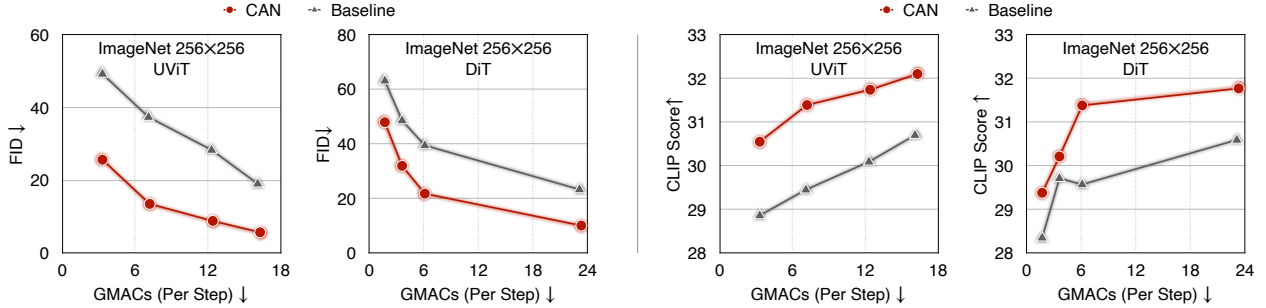 CAN Baseline
ImageNet 256×256
UViT
FID ↓
60
40
20
0
0 6 12 18
GMACs (Per Step) ↓
ImageNet 256×256
DiT
FID↓
80
60
40
20
0
0 6 12 18 24
GMACs (Per Step) ↓
CAN Baseline
ImageNet 256×256
UViT
CLIP Score↑
33
32
31
30
29
28
0 6 12 18
GMACs (Per Step) ↓
ImageNet 256×256
DiT
CLIP Score ↑
33
32
31
30
29
28
0 6 12 18 24
GMACs (Per Step) ↓